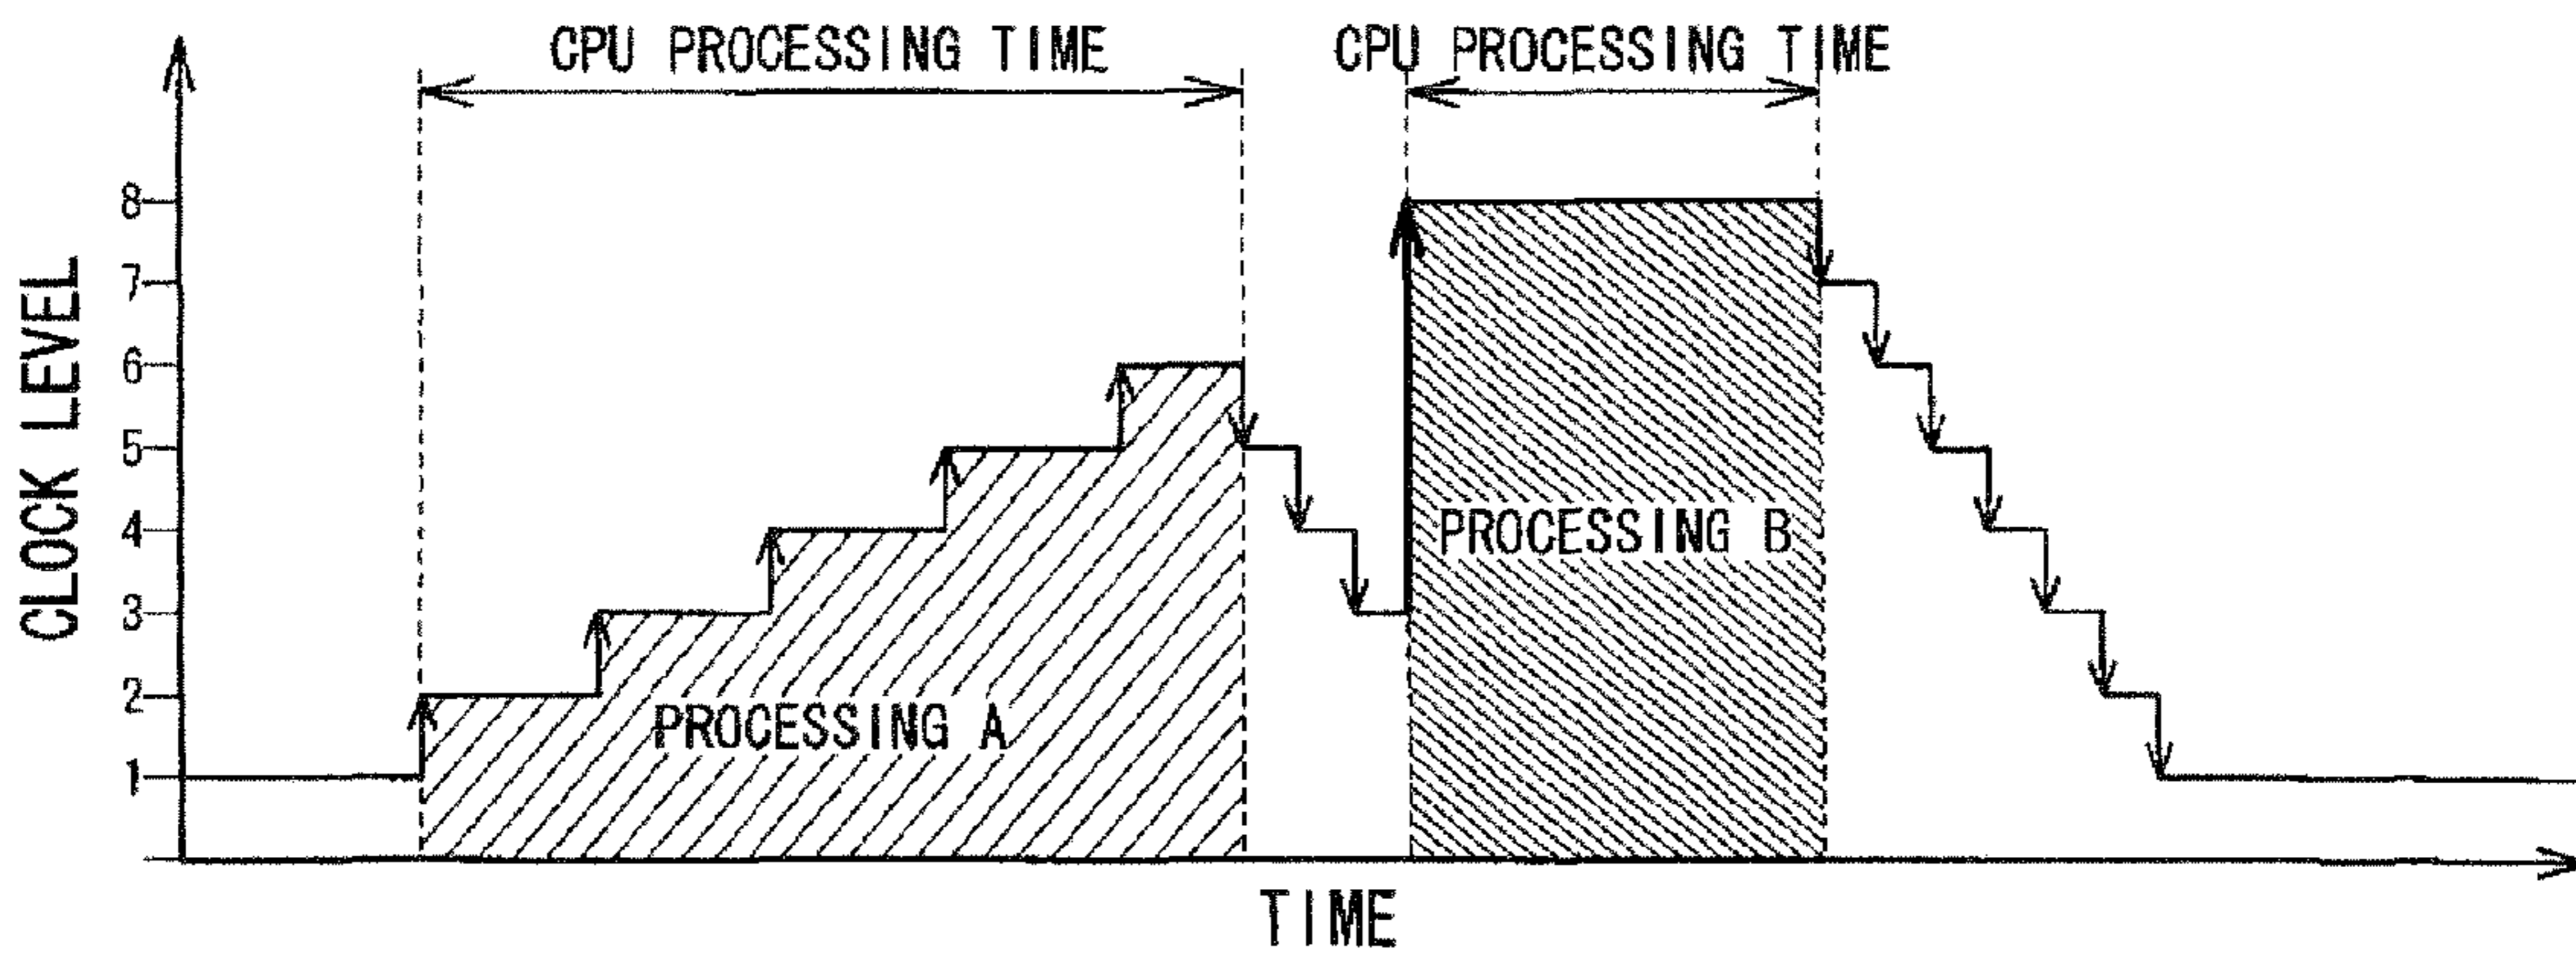 CPU PROCESSING TIME
CPU PROCESSING TIME
CLOCK LEVEL
8
7
6
5
4
3
2
1
PROCESSING A
PROCESSING B
TIME